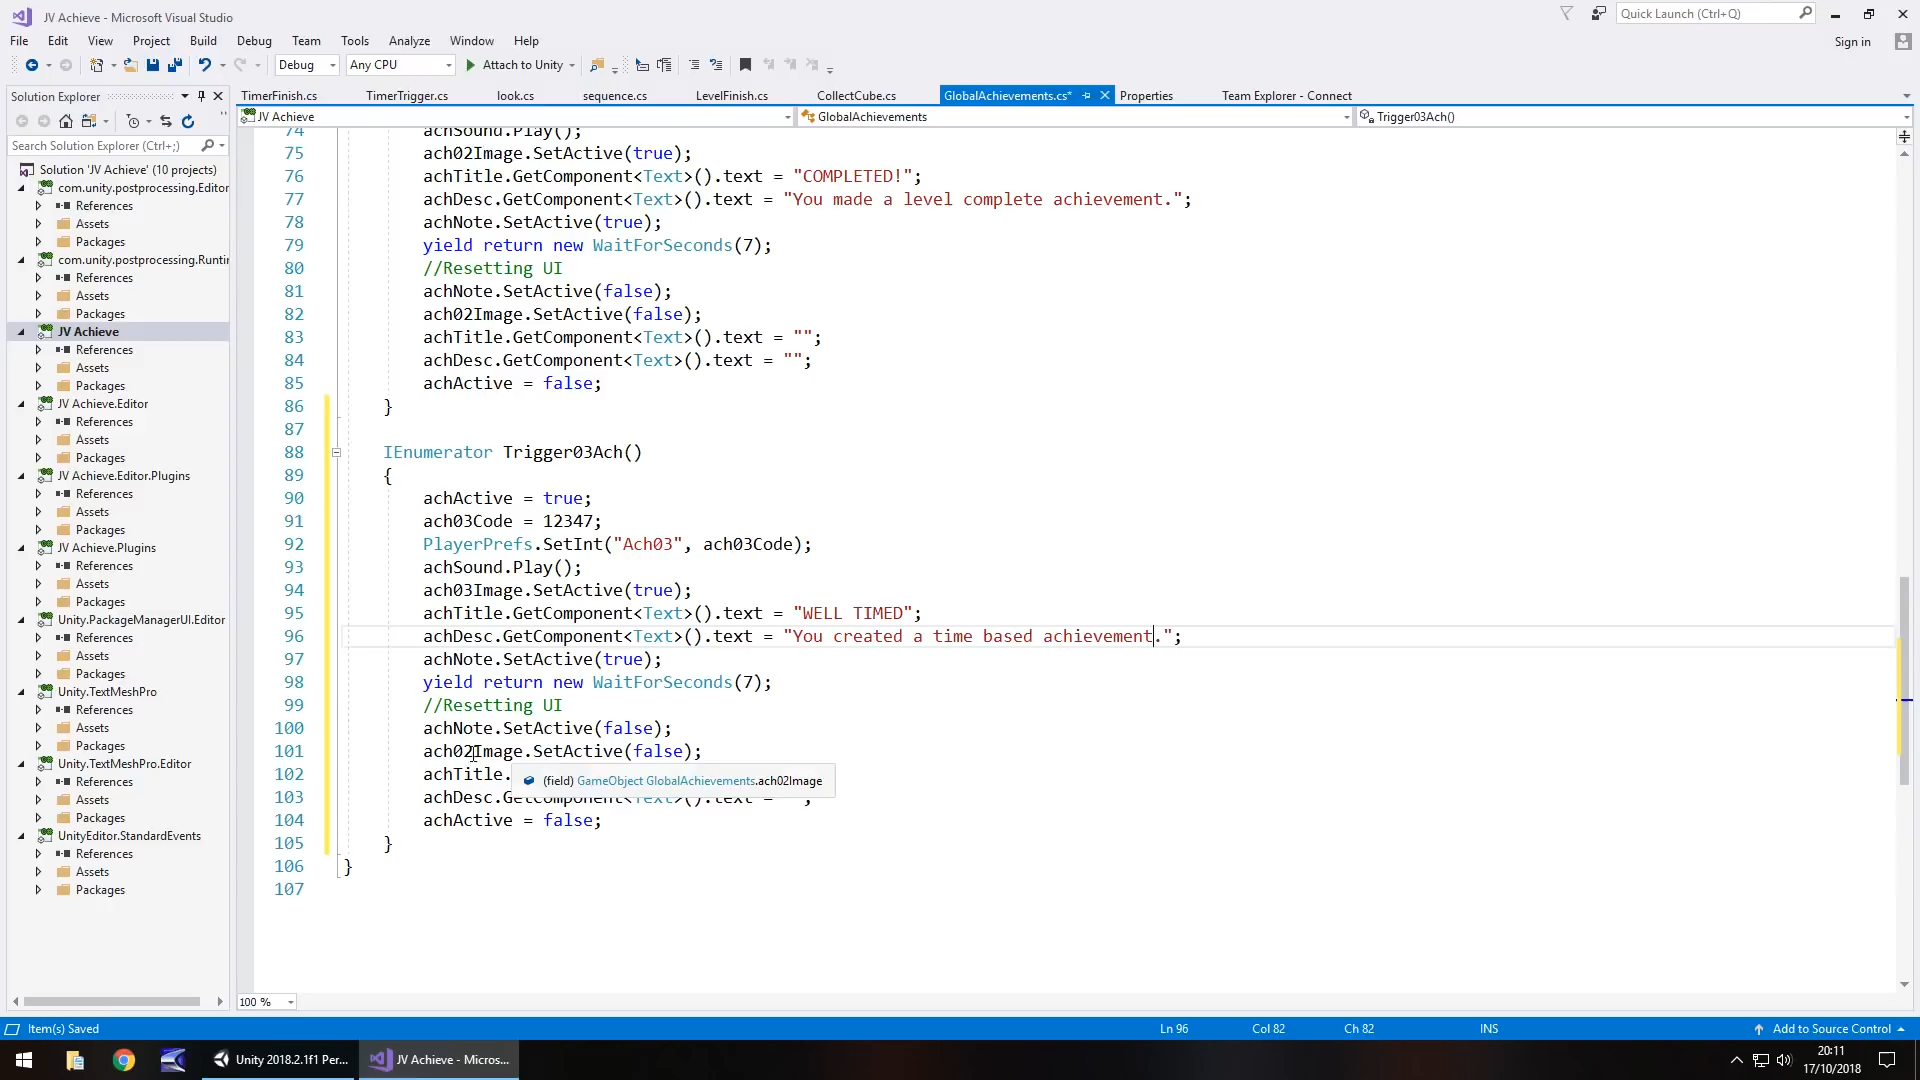 JV Achieve - Microsoft Visual Studio
Quick Launch (Ctrl+Q)
File Edit View Project Build Debug Team Tools Analyze Window Help
Sign in
Debug Any CPU Attach to Unity
Solution Explorer
TimerFinish.cs TimerTrigger.cs look.cs sequence.cs LevelFinish.cs CollectCube.cs GlobalAchievements.cs* Properties Team Explorer - Connect
JV Achieve GlobalAchievements Trigger03Ach()
Search Solution Explorer (Ctrl+;)
Solution 'JV Achieve' (10 projects)
com.unity.postprocessing.Editor
References
Assets
Packages
com.unity.postprocessing.Runti
References
Assets
Packages
JV Achieve
References
Assets
Packages
JV Achieve.Editor
References
Assets
Packages
JV Achieve.Editor.Plugins
References
Assets
Packages
JV Achieve.Plugins
References
Assets
Packages
Unity.PackageManagerUI.Editor
References
Assets
Packages
Unity.TextMeshPro
References
Assets
Packages
Unity.TextMeshPro.Editor
References
Assets
Packages
UnityEditor.StandardEvents
References
Assets
Packages
74 achSound.Play();
75 ach02Image.SetActive(true);
76 achTitle.GetComponent<Text>().text = "COMPLETED!";
77 achDesc.GetComponent<Text>().text = "You made a level complete achievement.";
78 achNote.SetActive(true);
79 yield return new WaitForSeconds(7);
80 //Resetting UI
81 achNote.SetActive(false);
82 ach02Image.SetActive(false);
83 achTitle.GetComponent<Text>().text = "";
84 achDesc.GetComponent<Text>().text = "";
85 achActive = false;
86 }
87
88 IEnumerator Trigger03Ach()
89 {
90 achActive = true;
91 ach03Code = 12347;
92 PlayerPrefs.SetInt("Ach03", ach03Code);
93 achSound.Play();
94 ach03Image.SetActive(true);
95 achTitle.GetComponent<Text>().text = "WELL TIMED";
96 achDesc.GetComponent<Text>().text = "You created a time based achievement.";
97 achNote.SetActive(true);
98 yield return new WaitForSeconds(7);
99 //Resetting UI
100 achNote.SetActive(false);
101 ach02Image.SetActive(false);
102 achTitle.
(field) GameObject GlobalAchievements.ach02Image
103 achDesc.GetComponent<Text>().text = ;
104 achActive = false;
105 }
106 }
107
100 %
Item(s) Saved Ln 96 Col 82 Ch 82 INS Add to Source Control
Unity 2018.2.1f1 Per... JV Achieve - Micros...
20:11
17/10/2018